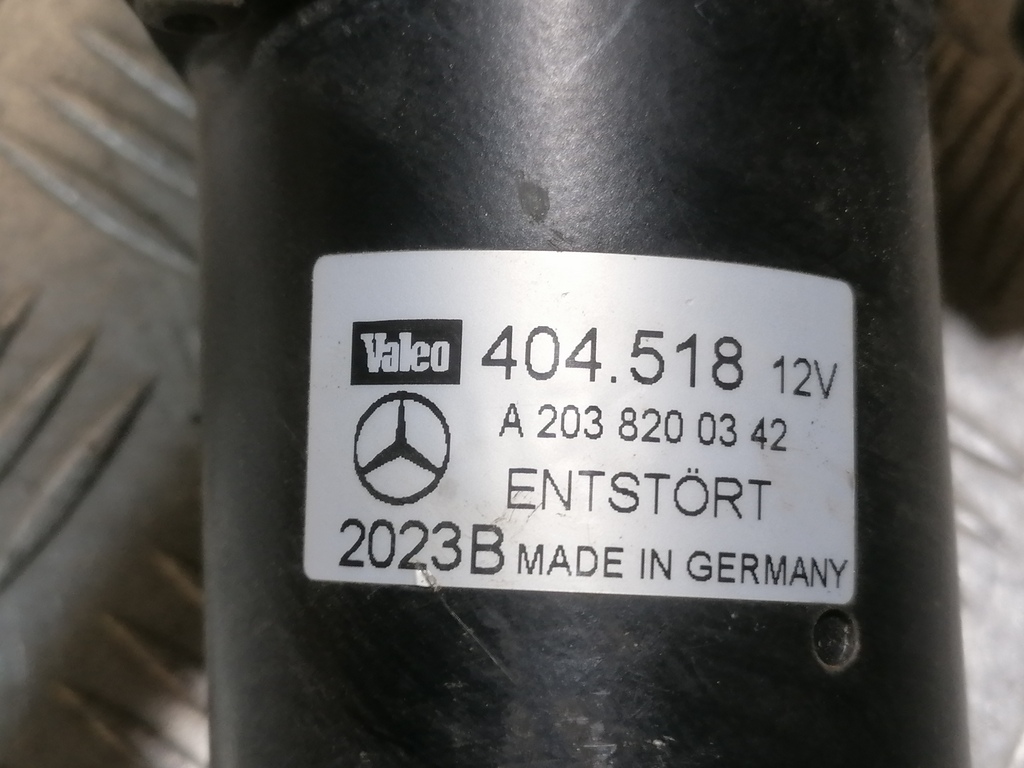 Valeo 404.518 12V
A 203 820 03 42
ENTSTÖRT
2023B MADE IN GERMANY